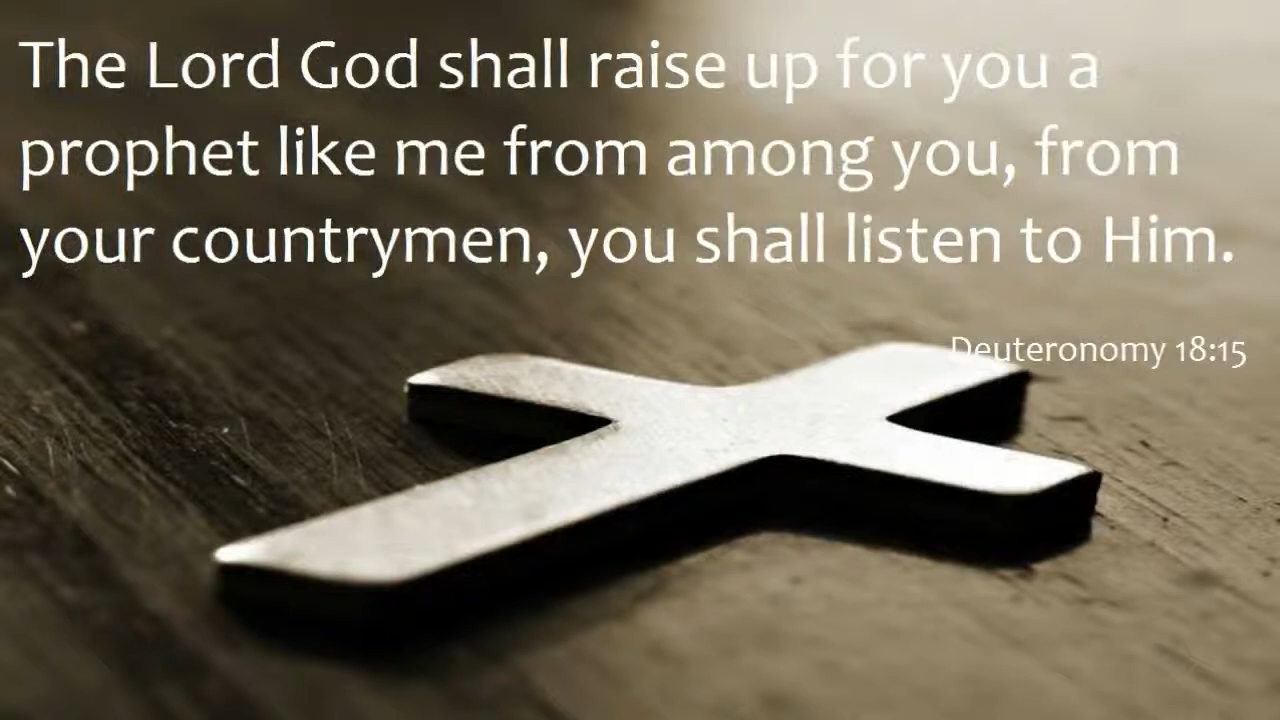 The Lord God shall raise up for you a
prophet like me from among you, from
your countrymen, you shall listen to Him.
Deuteronomy 18:15